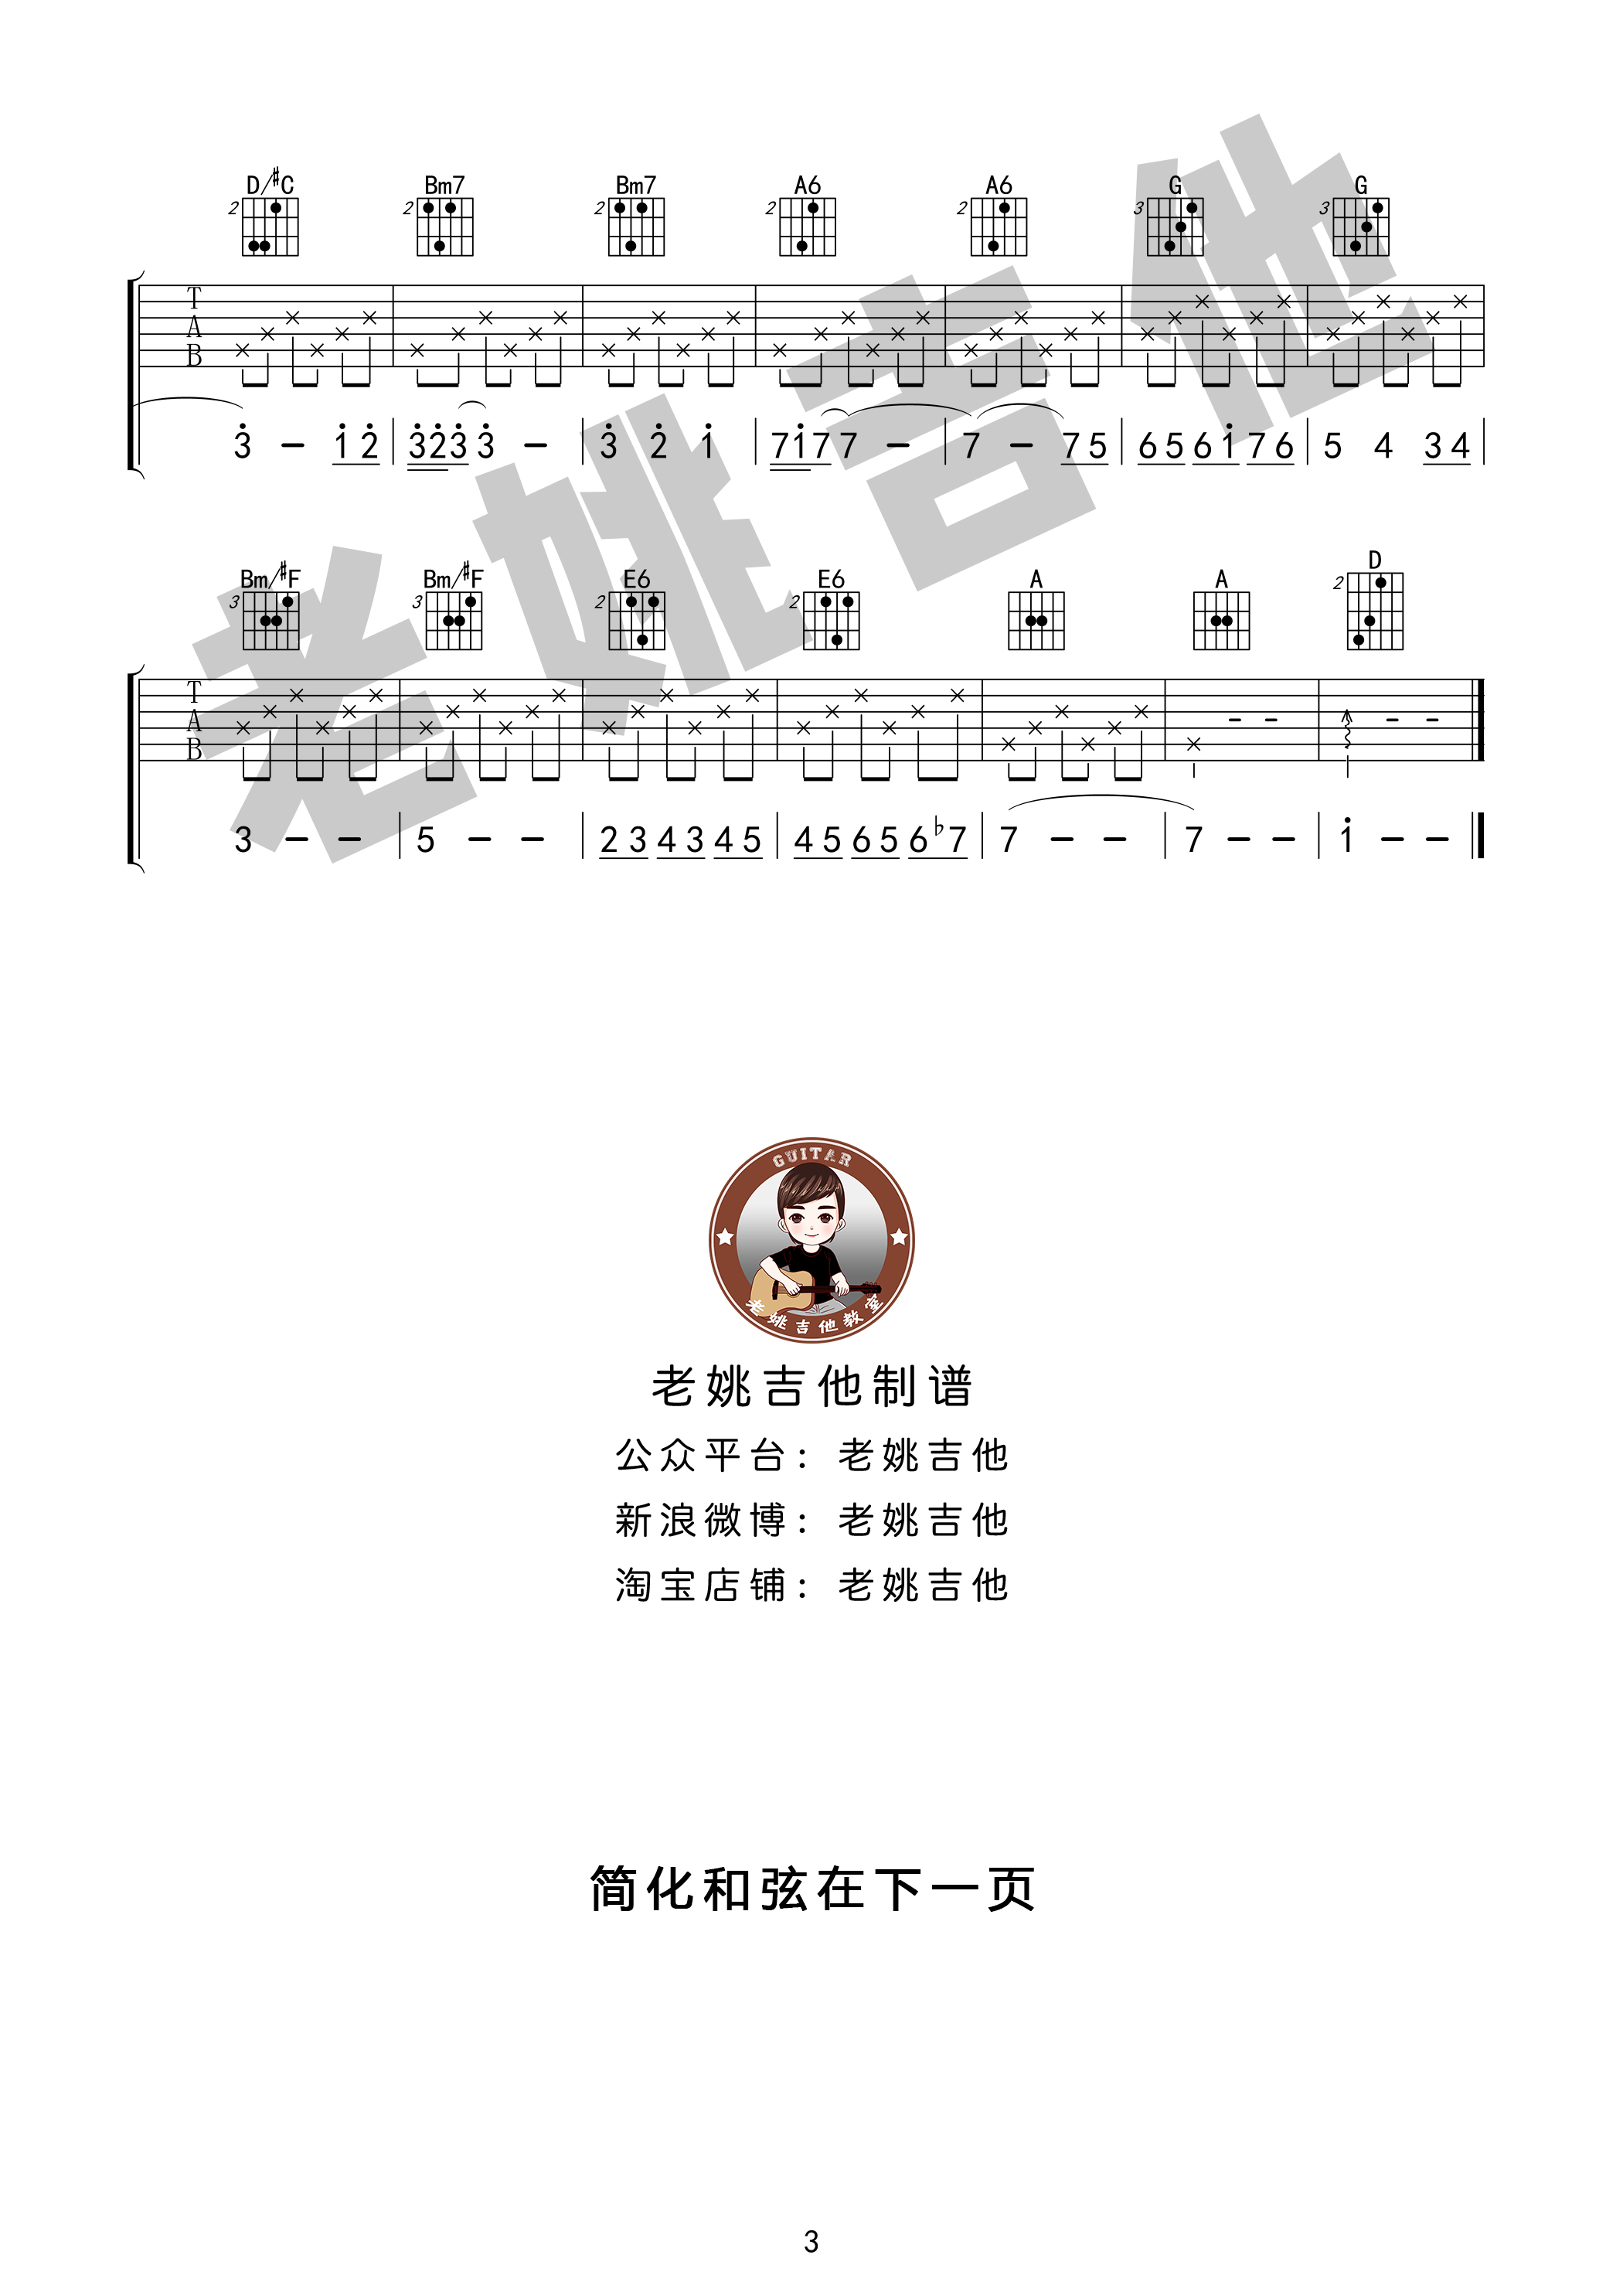 D/#C Bm7 Bm7 A6 A6 G G
2 2 2 2 2 3 3
T
A
B
3 - 1 2 | 3 2 3 3 - | 3 2 1 | 7 1 7 7 - | 7 - 7 5 | 6 5 6 1 7 6 | 5 4 3 4 |
Bm/#F Bm/#F E6 E6 A A D
3 3 2 2 2
T
A
B
3 - - | 5 - - | 2 3 4 3 4 5 | 4 5 6 5 6 ♭7 | 7 - - | 7 - - | 1 - -
老姚吉他
GUITAR
老姚吉他教室
老姚吉他制谱
公众平台：老姚吉他
新浪微博：老姚吉他
淘宝店铺：老姚吉他
简化和弦在下一页
3